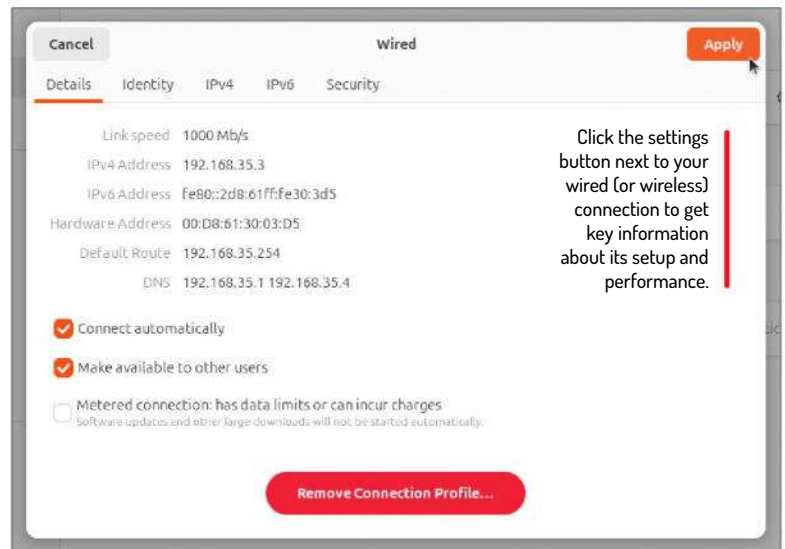 Cancel Wired Apply
Details Identity IPv4 IPv6 Security
Link speed 1000 Mb/s
IPv4 Address 192.168.35.3
IPv6 Address fe80::2d8:61ff:fe30:3d5
Hardware Address 00:D8:61:30:03:D5
Default Route 192.168.35.254
DNS 192.168.35.1 192.168.35.4
Click the settings
button next to your
wired (or wireless)
connection to get
key information
about its setup and
performance.
Connect automatically
Make available to other users
Metered connection: has data limits or can incur charges
Software updates and other large downloads will not be started automatically.
Remove Connection Profile...